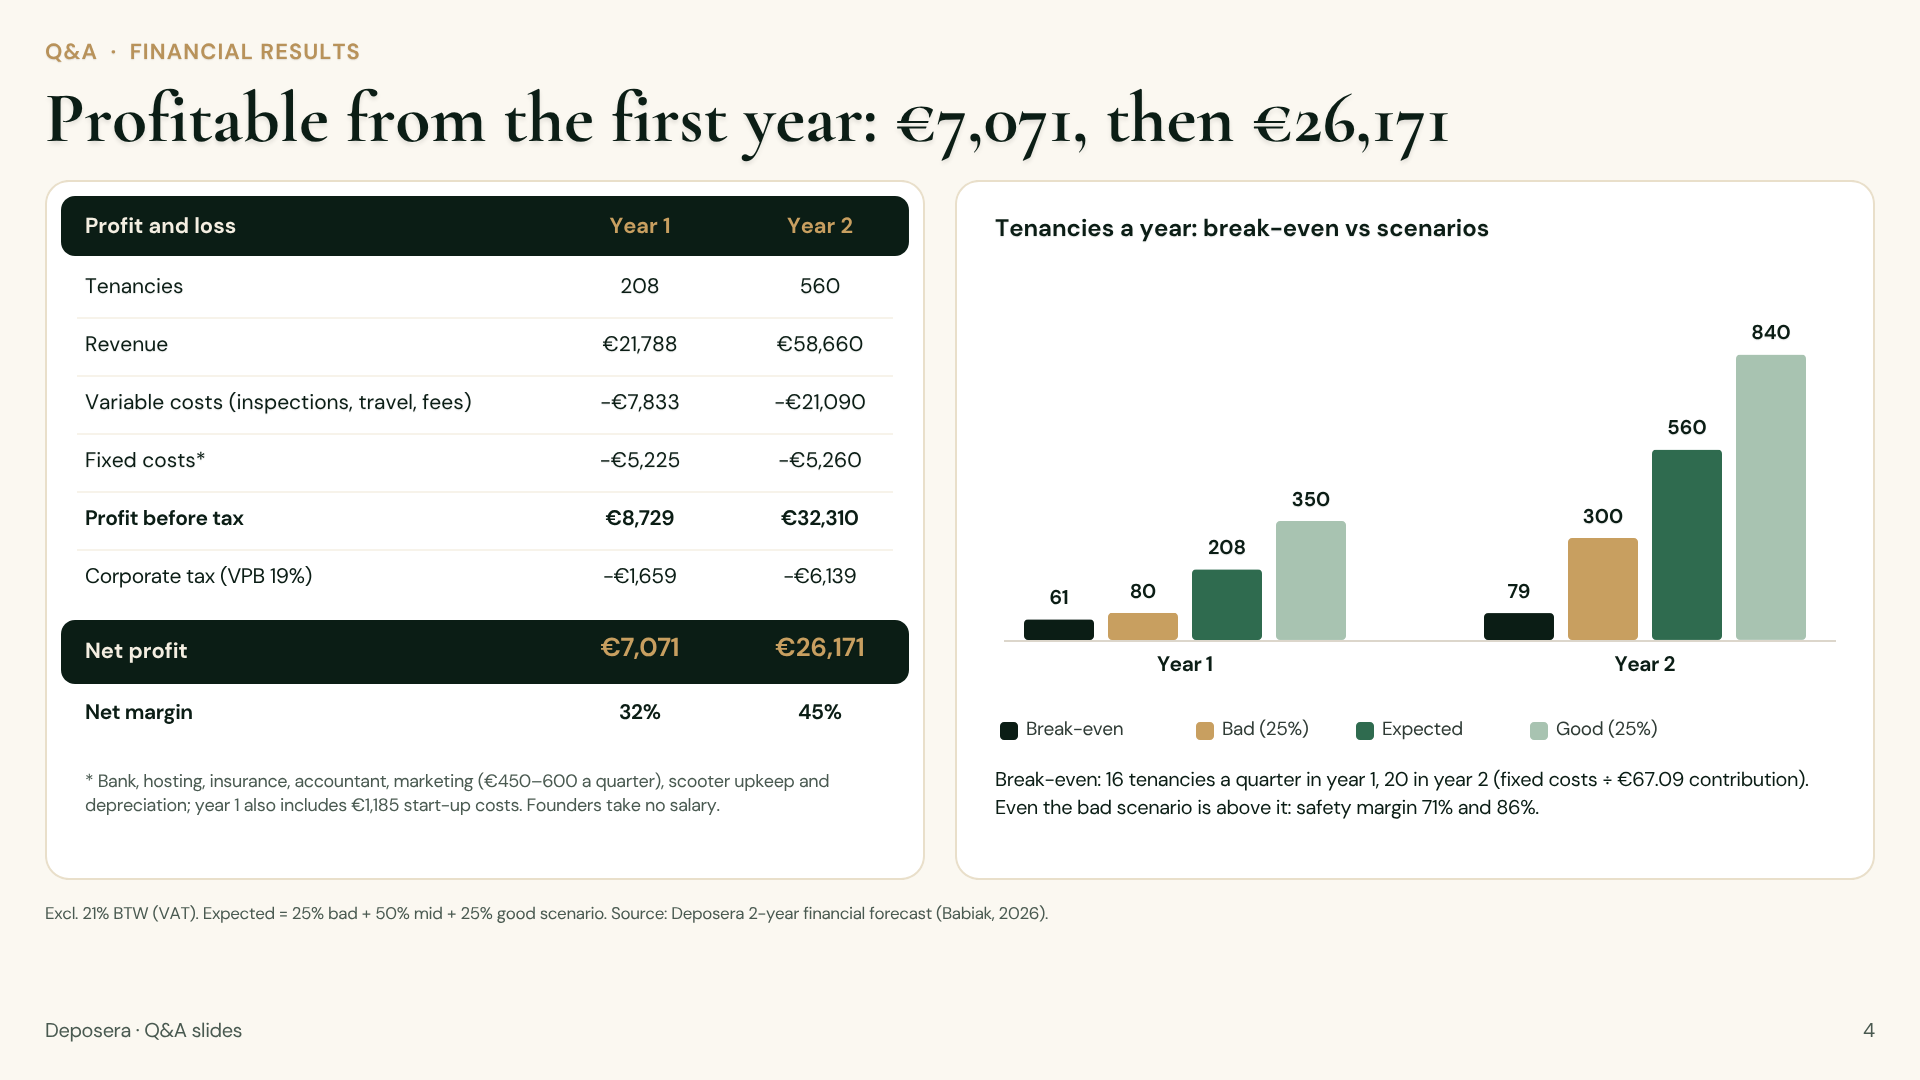 Q&A · FINANCIAL RESULTS
Profitable from the first year: €7,071, then €26,171
Profit and loss Year 1 Year 2
Tenancies 208 560
Revenue €21,788 €58,660
Variable costs (inspections, travel, fees) -€7,833 -€21,090
Fixed costs* -€5,225 -€5,260
Profit before tax €8,729 €32,310
Corporate tax (VPB 19%) -€1,659 -€6,139
Net profit €7,071 €26,171
Net margin 32% 45%
* Bank, hosting, insurance, accountant, marketing (€450–600 a quarter), scooter upkeep and
depreciation; year 1 also includes €1,185 start-up costs. Founders take no salary.
Tenancies a year: break-even vs scenarios
61 80 208 350 79 300 560 840
Year 1 Year 2
Break-even Bad (25%) Expected Good (25%)
Break-even: 16 tenancies a quarter in year 1, 20 in year 2 (fixed costs ÷ €67.09 contribution).
Even the bad scenario is above it: safety margin 71% and 86%.
Excl. 21% BTW (VAT). Expected = 25% bad + 50% mid + 25% good scenario. Source: Deposera 2-year financial forecast (Babiak, 2026).
Deposera · Q&A slides 4